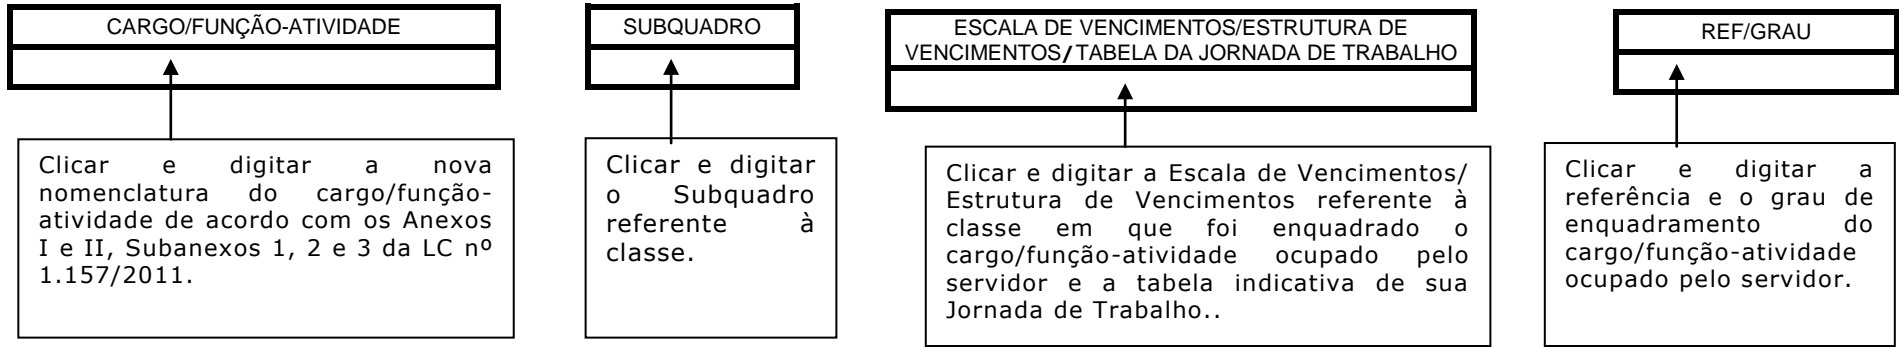 CARGO/FUNÇÃO-ATIVIDADE
Clicar e digitar a nova
nomenclatura do cargo/função-
atividade de acordo com os Anexos
I e II, Subanexos 1, 2 e 3 da LC nº
1.157/2011.
SUBQUADRO
Clicar e digitar
o Subquadro
referente à
classe.
ESCALA DE VENCIMENTOS/ESTRUTURA DE
VENCIMENTOS/TABELA DA JORNADA DE TRABALHO
Clicar e digitar a Escala de Vencimentos/
Estrutura de Vencimentos referente à
classe em que foi enquadrado o
cargo/função-atividade ocupado pelo
servidor e a tabela indicativa de sua
Jornada de Trabalho..
REF/GRAU
Clicar e digitar a
referência e o grau de
enquadramento do
cargo/função-atividade
ocupado pelo servidor.